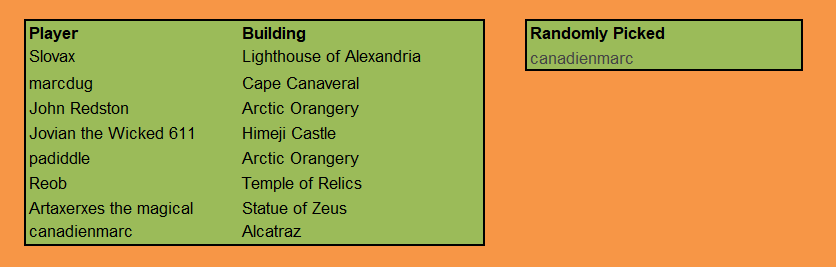 Player Building
Slovax Lighthouse of Alexandria
marcdug Cape Canaveral
John Redston Arctic Orangery
Jovian the Wicked 611 Himeji Castle
padiddle Arctic Orangery
Reob Temple of Relics
Artaxerxes the magical Statue of Zeus
canadienmarc Alcatraz
Randomly Picked
canadienmarc